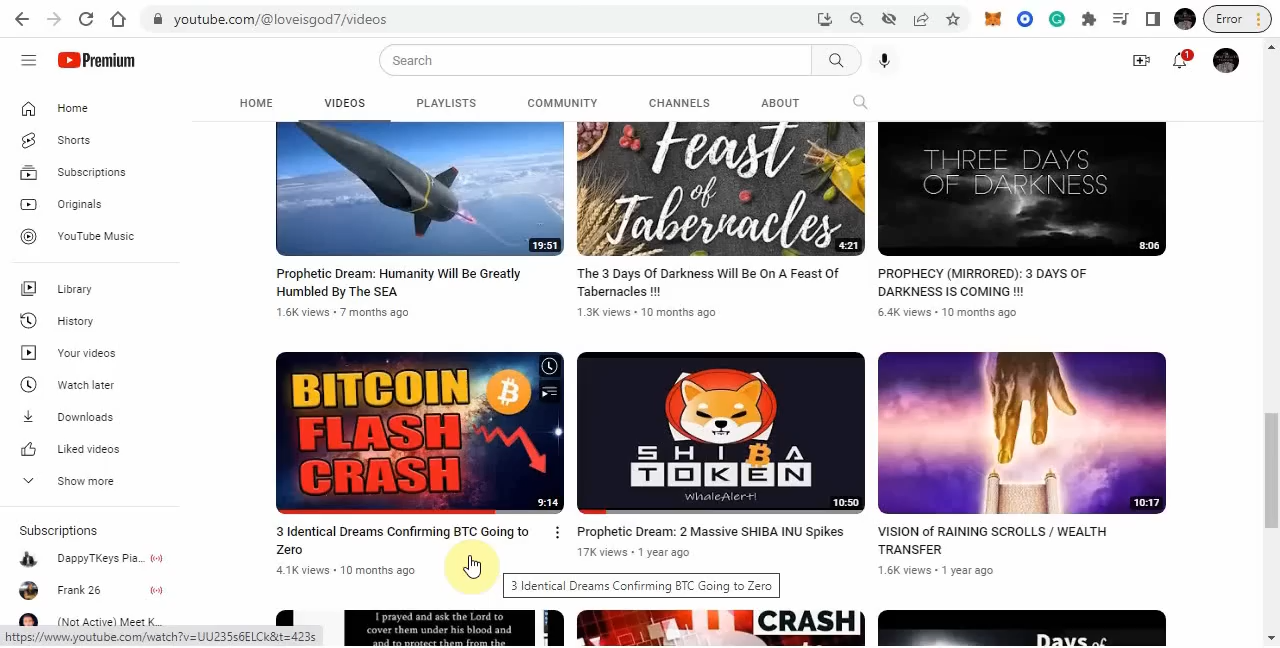 youtube.com/@loveisgod7/videos
Error
Premium
Search
1
HOME
VIDEOS
PLAYLISTS
COMMUNITY
CHANNELS
ABOUT
Home
Shorts
Subscriptions
Originals
YouTube Music
Library
History
Your videos
Watch later
Downloads
Liked videos
Show more
Subscriptions
DappyTKeys Pia...
Frank 26
(Not Active) Meet K...
19:51
Prophetic Dream: Humanity Will Be Greatly
Humbled By The SEA
1.6K views • 7 months ago
Feast
of
Tabernacles
4:21
The 3 Days Of Darkness Will Be On A Feast Of
Tabernacles !!!
1.3K views • 10 months ago
THREE DAYS
OF DARKNESS
8:06
PROPHECY (MIRRORED): 3 DAYS OF
DARKNESS IS COMING !!!
6.4K views • 10 months ago
BITCOIN
FLASH
CRASH
9:14
3 Identical Dreams Confirming BTC Going to
Zero
4.1K views • 10 months ago
3 Identical Dreams Confirming BTC Going to Zero
SHIBA
TOKEN
WhaleAlert!
10:50
Prophetic Dream: 2 Massive SHIBA INU Spikes
17K views • 1 year ago
10:17
VISION of RAINING SCROLLS / WEALTH
TRANSFER
1.6K views • 1 year ago
I prayed and ask the Lord to
cover them under his blood and
and to protect them from the
CRASH
Days of
https://www.youtube.com/watch?v=UU235s6ELCk&t=423s